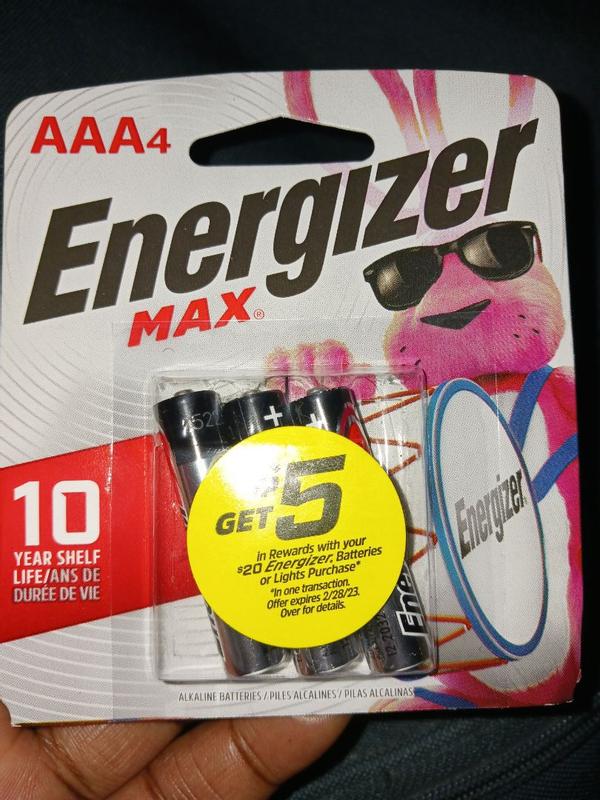 AAA4
Energizer
MAX®
10
YEAR SHELF
LIFE/ANS DE
DURÉE DE VIE
+
+
GET $5
in Rewards with your
$20 Energizer® Batteries
or Lights Purchase*
*In one transaction.
Offer expires 2/28/23.
Over for details.
Energizer
Ene
ALKALINE BATTERIES / PILES ALCALINES / PILAS ALCALINAS